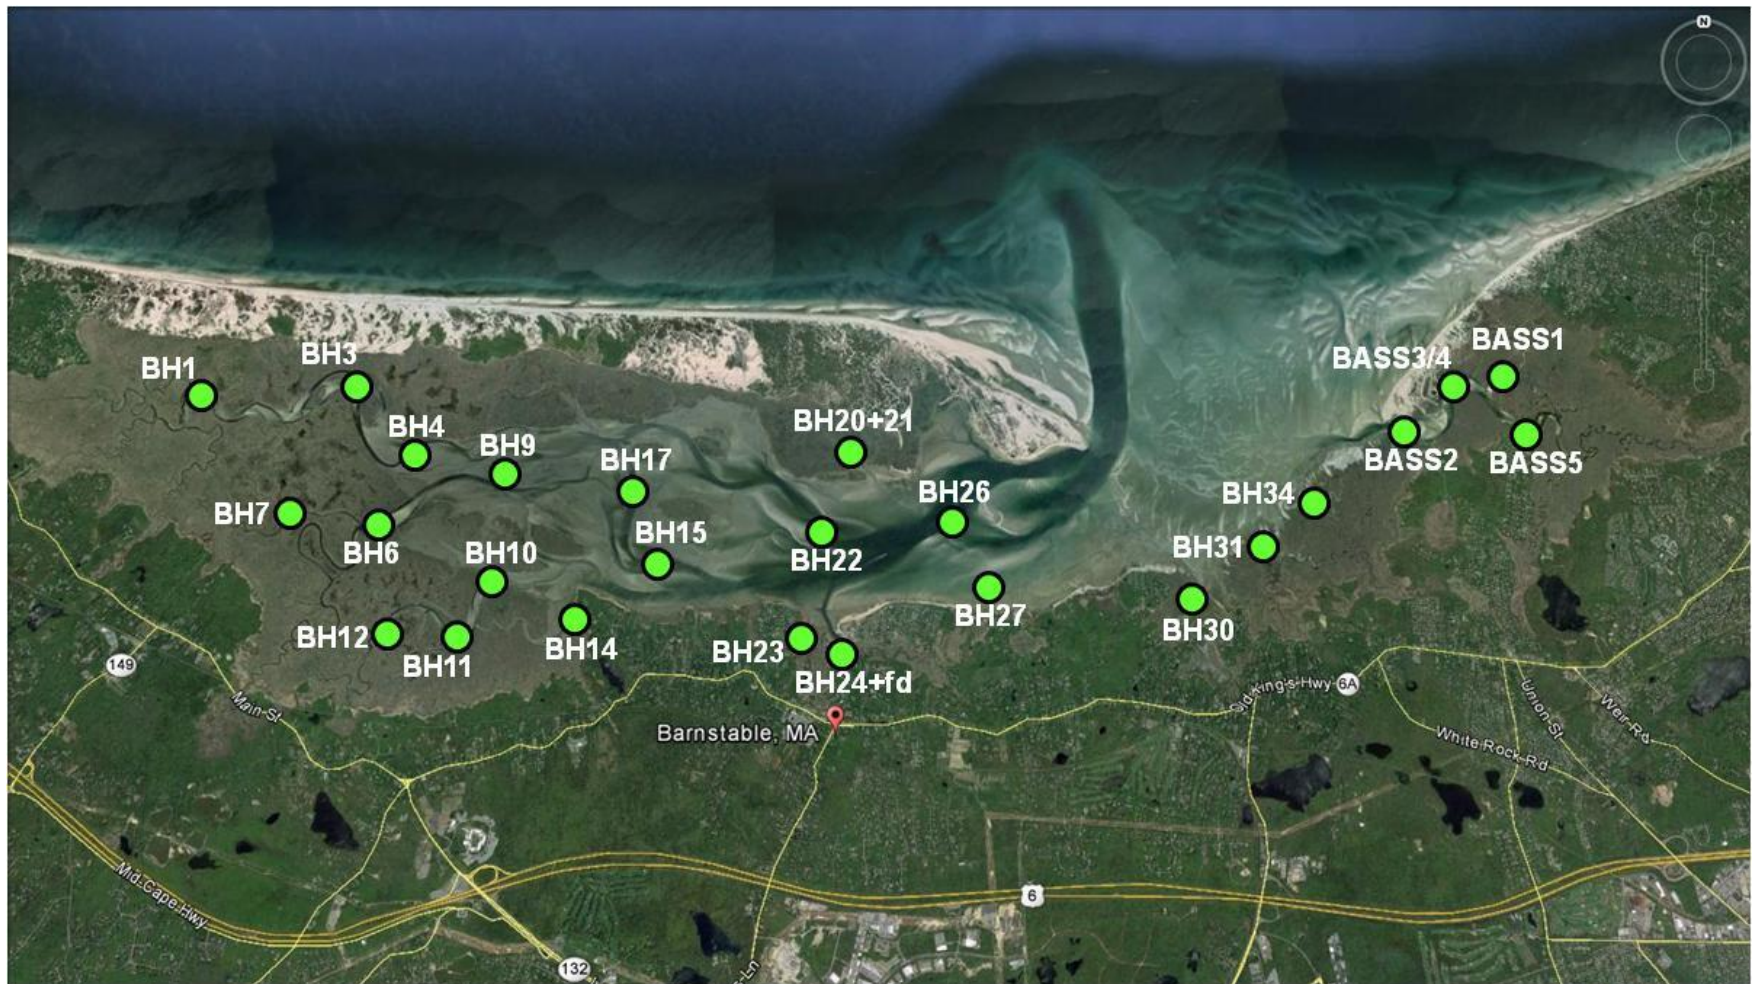 N
BASS1
BASS3/4
BH3
BH1
BH20+21
BH4
BH9
BH17
BASS2
BASS5
BH26
BH34
BH7
BH15
BH31
BH6
BH10
BH22
BH27
BH30
BH12
BH14
BH23
BH11
BH24+fd
149
Old King's Hwy 6A
Main St
Union St
Weir Rd
Barnstable, MA
White Rock Rd
Mid-Cape Hwy
6
132